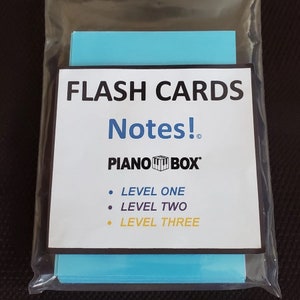 FLASH CARDS
Notes!©
PIANO BOX®
• LEVEL ONE
• LEVEL TWO
• LEVEL THREE